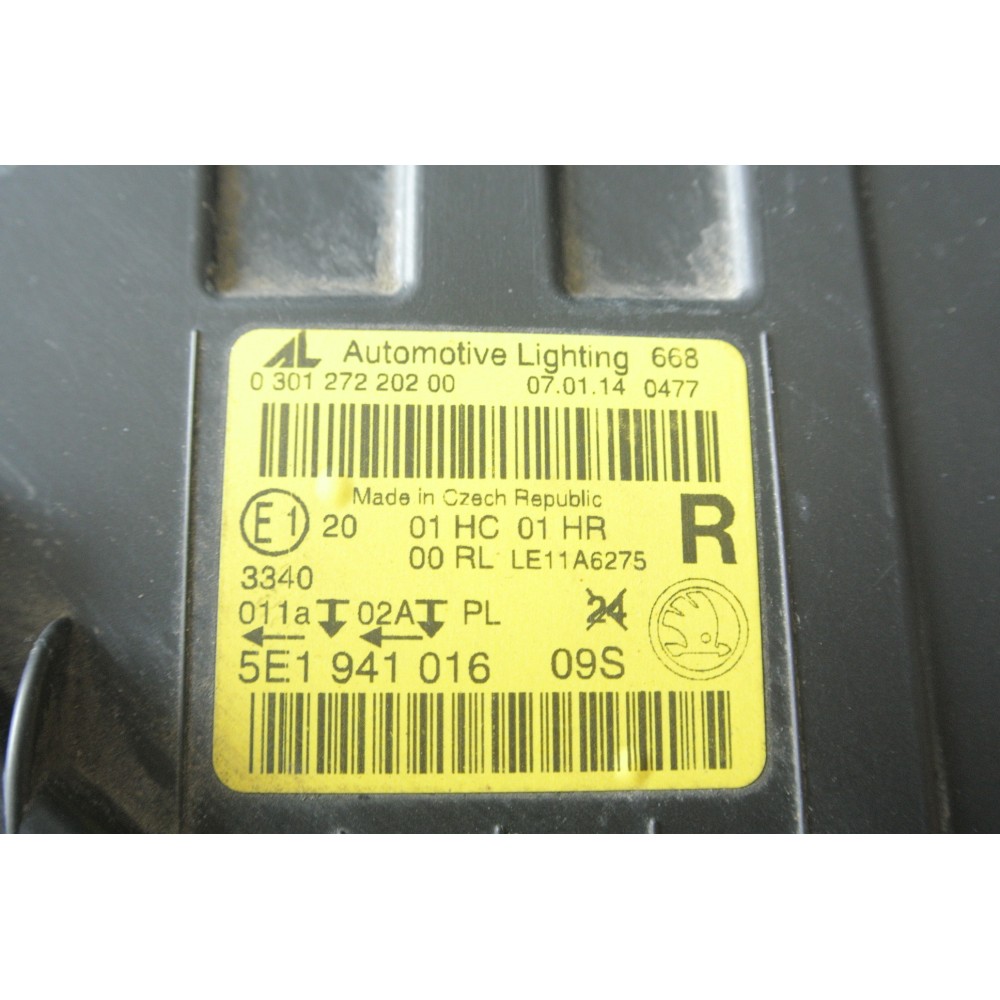 AL Automotive Lighting 668
0 301 272 202 00 07.01.14 0477
Made in Czech Republic
E1 20 01 HC 01 HR R
00 RL LE11A6275
3340
011a 02A PL 24
5E1 941 016 09S